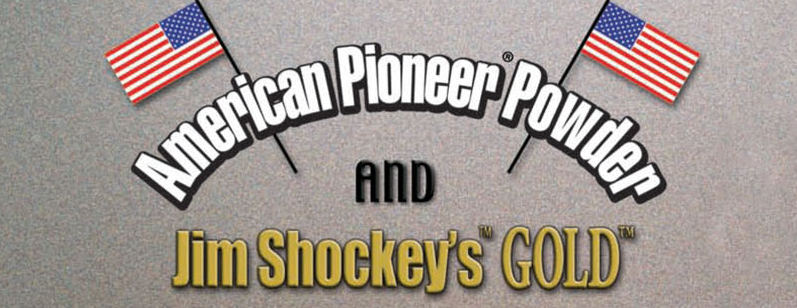 American Pioneer® Powder
AND
Jim Shockey's™ GOLD™